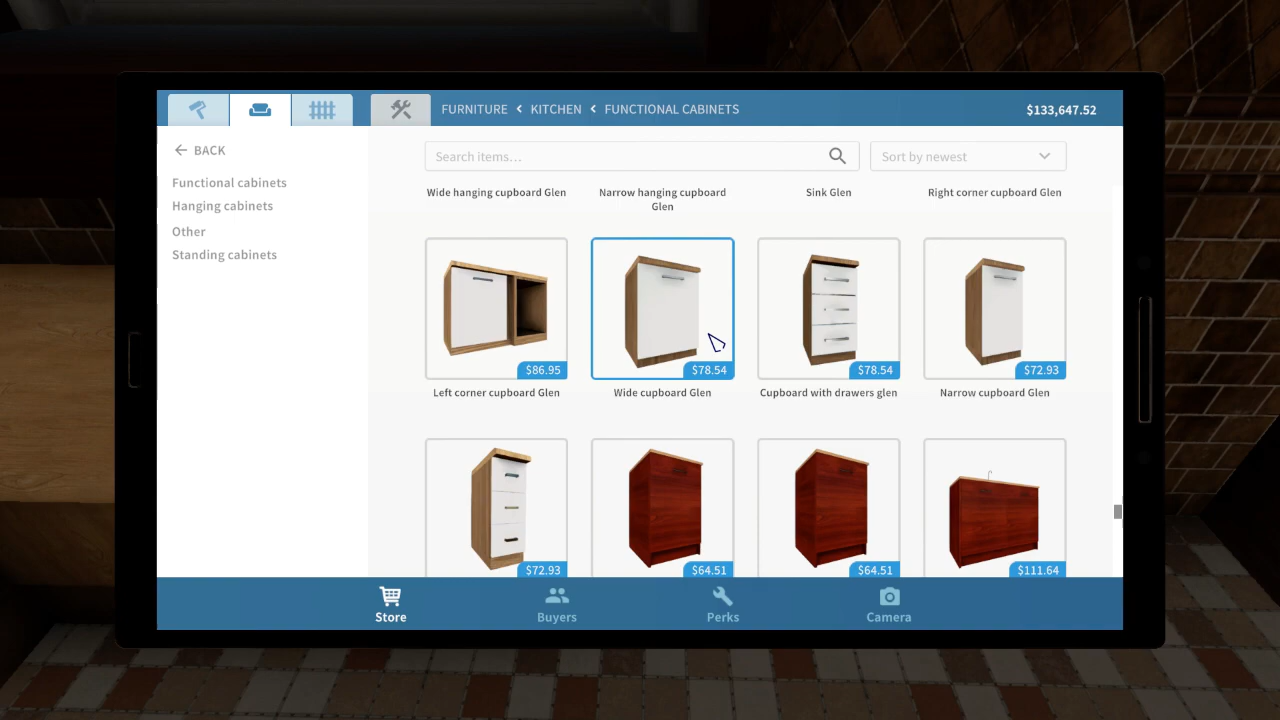 FURNITURE < KITCHEN < FUNCTIONAL CABINETS
$133,647.52
BACK
Functional cabinets
Hanging cabinets
Other
Standing cabinets
Search items...
Sort by newest
Wide hanging cupboard Glen
Narrow hanging cupboard
Glen
Sink Glen
Right corner cupboard Glen
$86.95
$78.54
$78.54
$72.93
Left corner cupboard Glen
Wide cupboard Glen
Cupboard with drawers glen
Narrow cupboard Glen
$72.93
$64.51
$64.51
$111.64
Store
Buyers
Perks
Camera